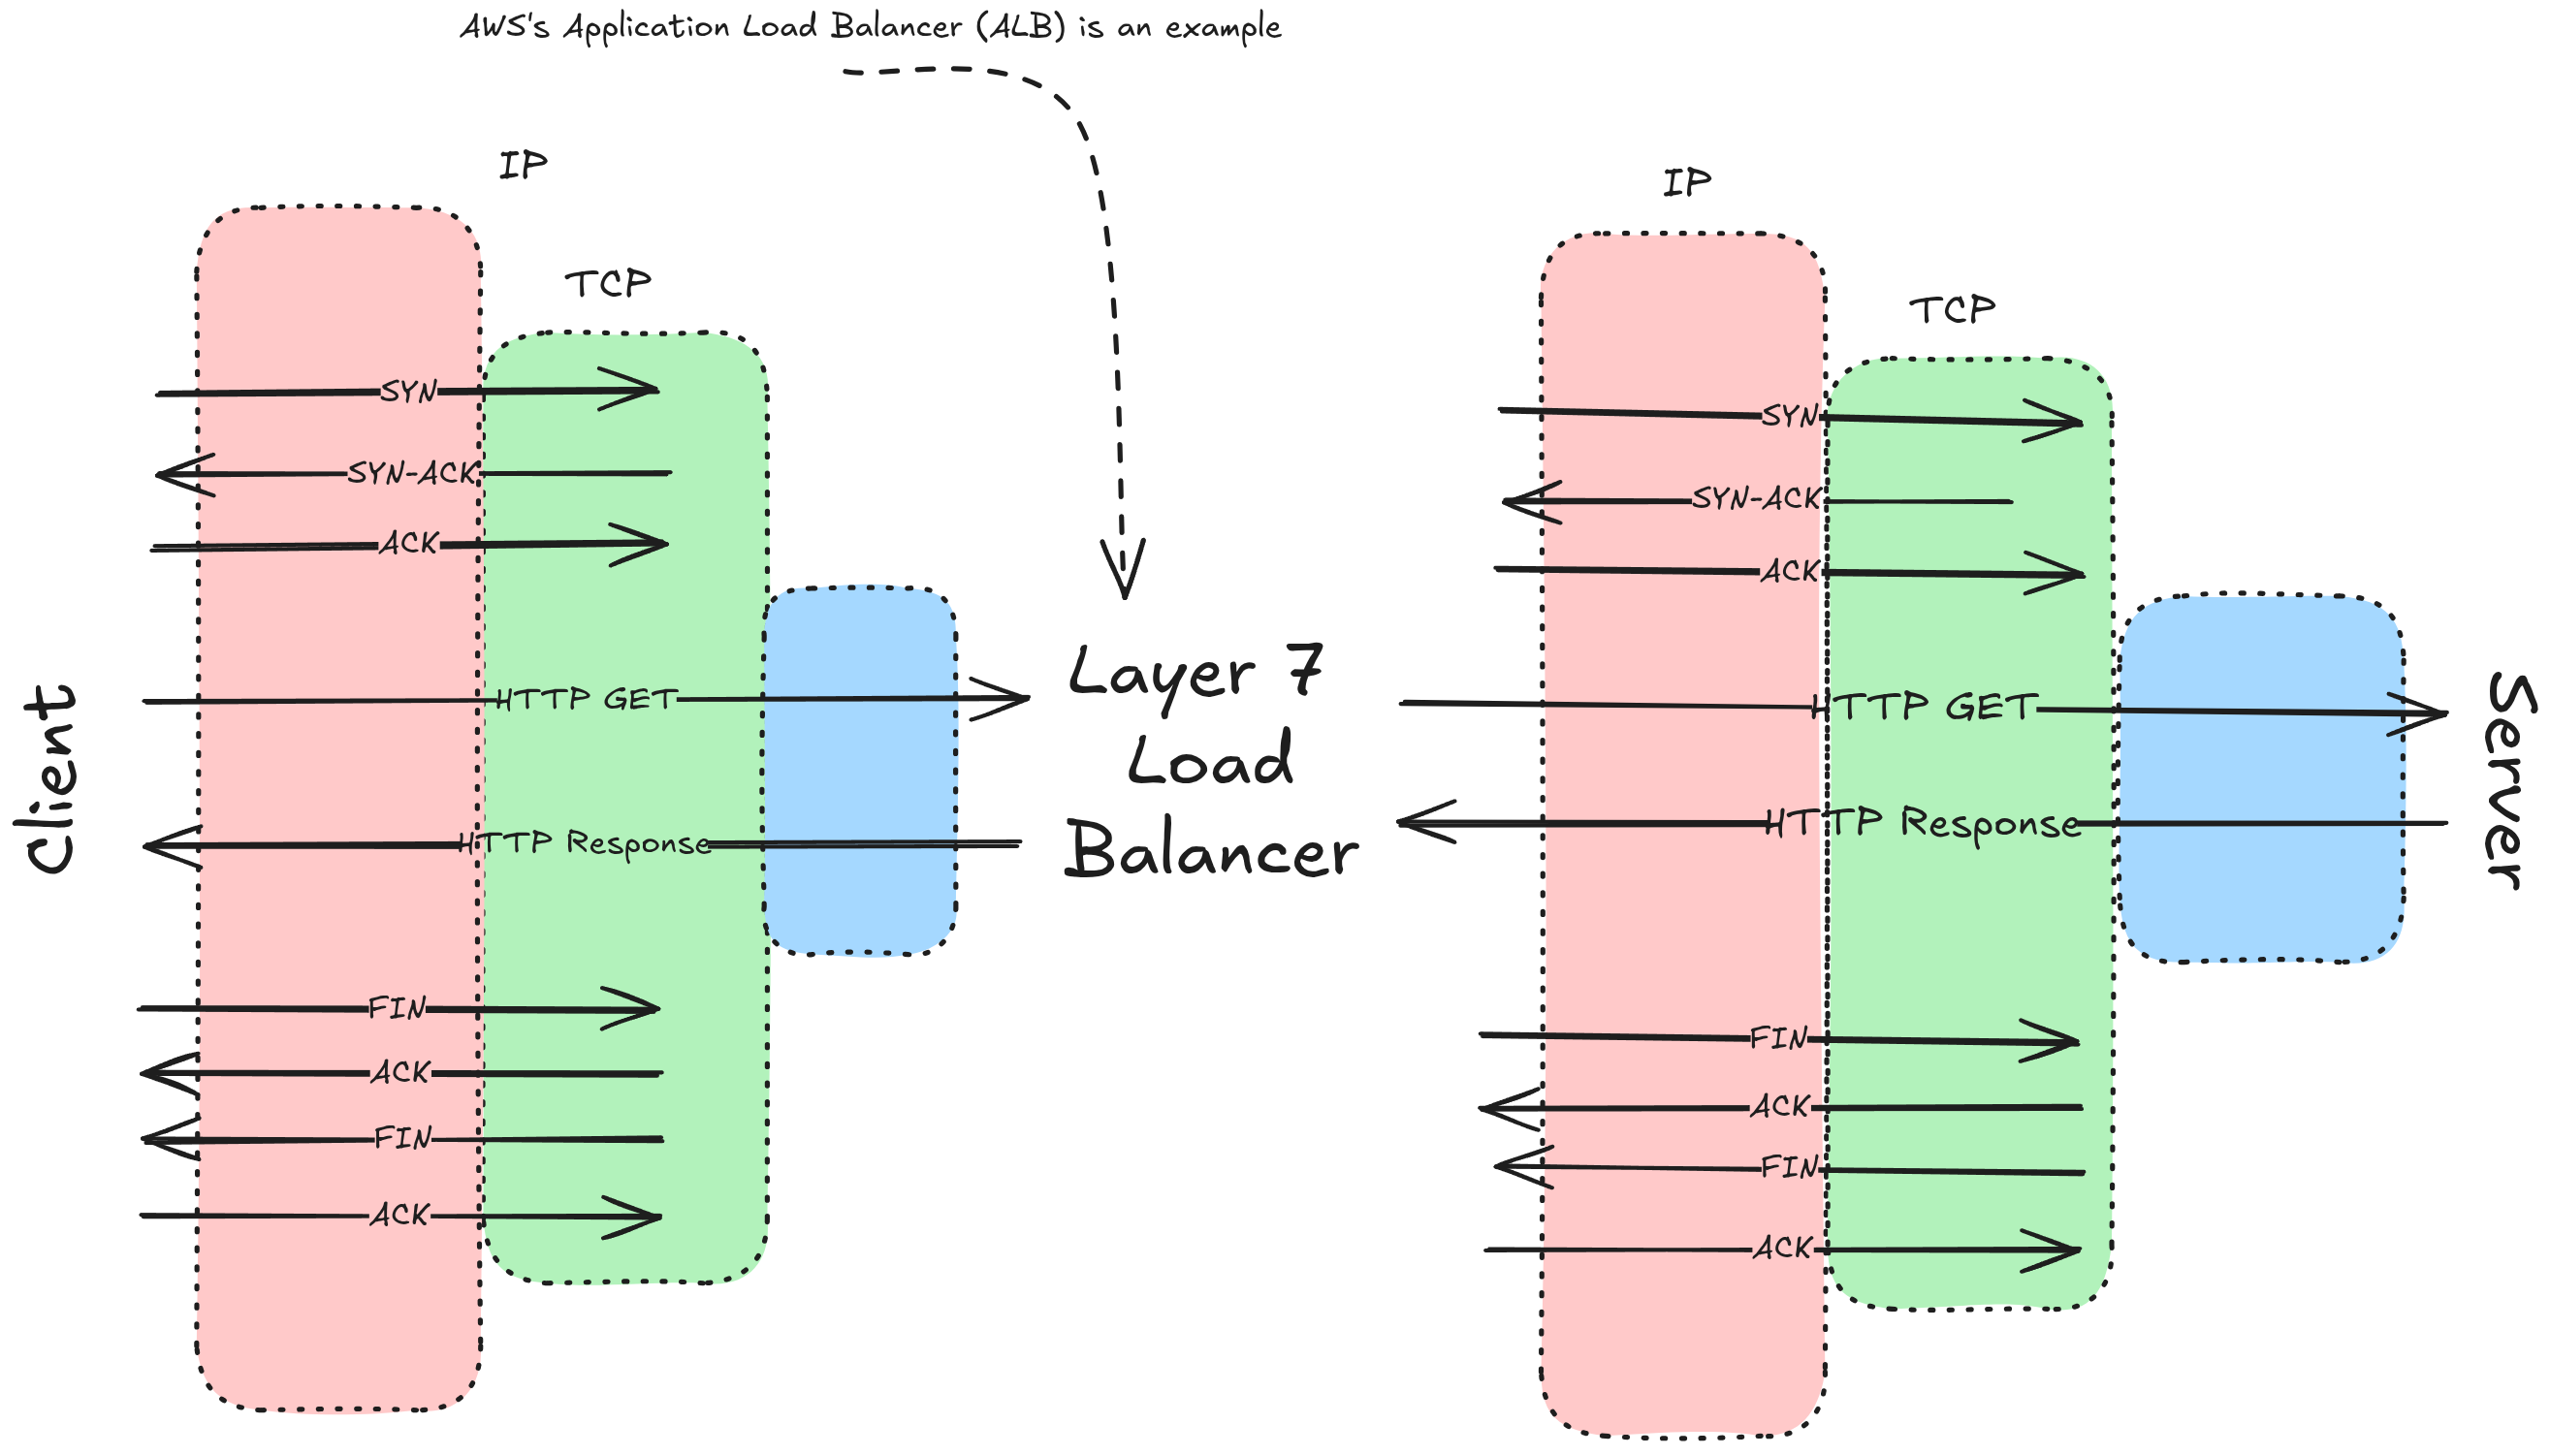 AWS's Application Load Balancer (ALB) is an example
IP
TCP
SYN
SYN-ACK
ACK
HTTP GET
HTTP Response
FIN
ACK
FIN
ACK
Client
Layer 7
Load
Balancer
IP
TCP
SYN
SYN-ACK
ACK
HTTP GET
HTTP Response
FIN
ACK
FIN
ACK
Server